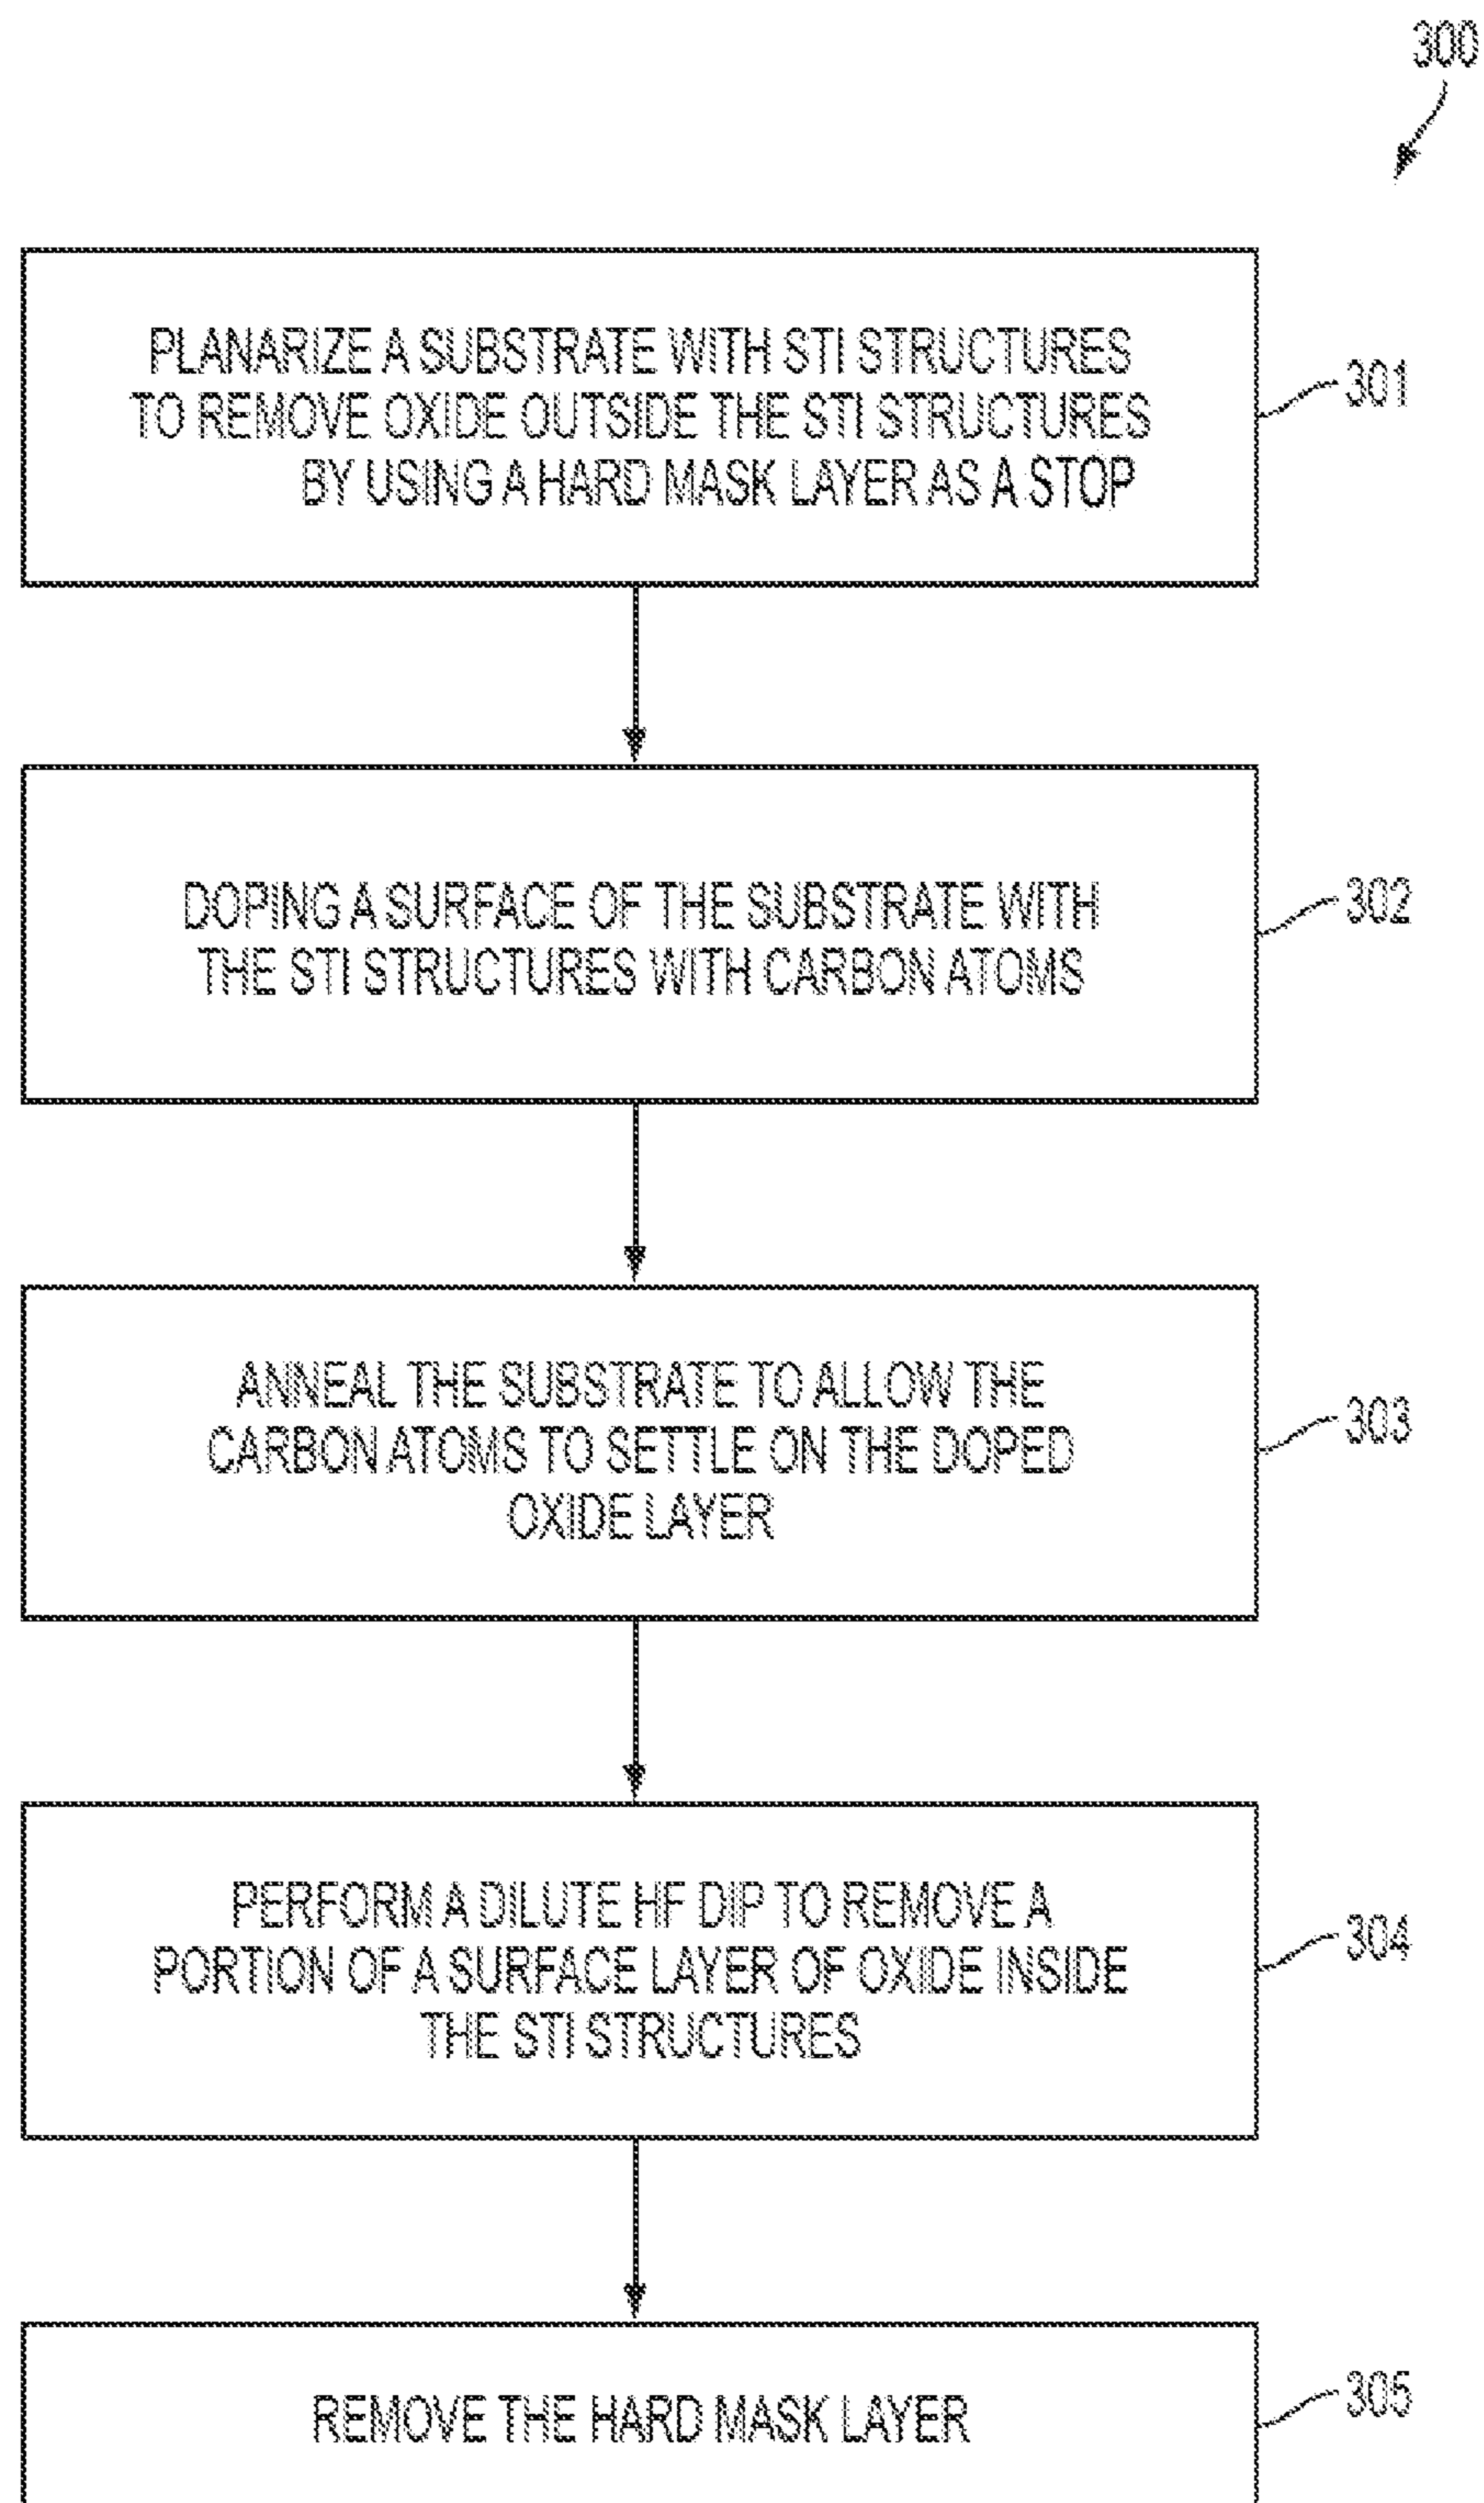 300
PLANARIZE A SUBSTRATE WITH STI STRUCTURES
TO REMOVE OXIDE OUTSIDE THE STI STRUCTURES
BY USING A HARD MASK LAYER AS A STOP
301
DOPING A SURFACE OF THE SUBSTRATE WITH
THE STI STRUCTURES WITH CARBON ATOMS
302
ANNEAL THE SUBSTRATE TO ALLOW THE
CARBON ATOMS TO SETTLE ON THE DOPED
OXIDE LAYER
303
PERFORM A DILUTE HF DIP TO REMOVE A
PORTION OF A SURFACE LAYER OF OXIDE INSIDE
THE STI STRUCTURES
304
REMOVE THE HARD MASK LAYER
305